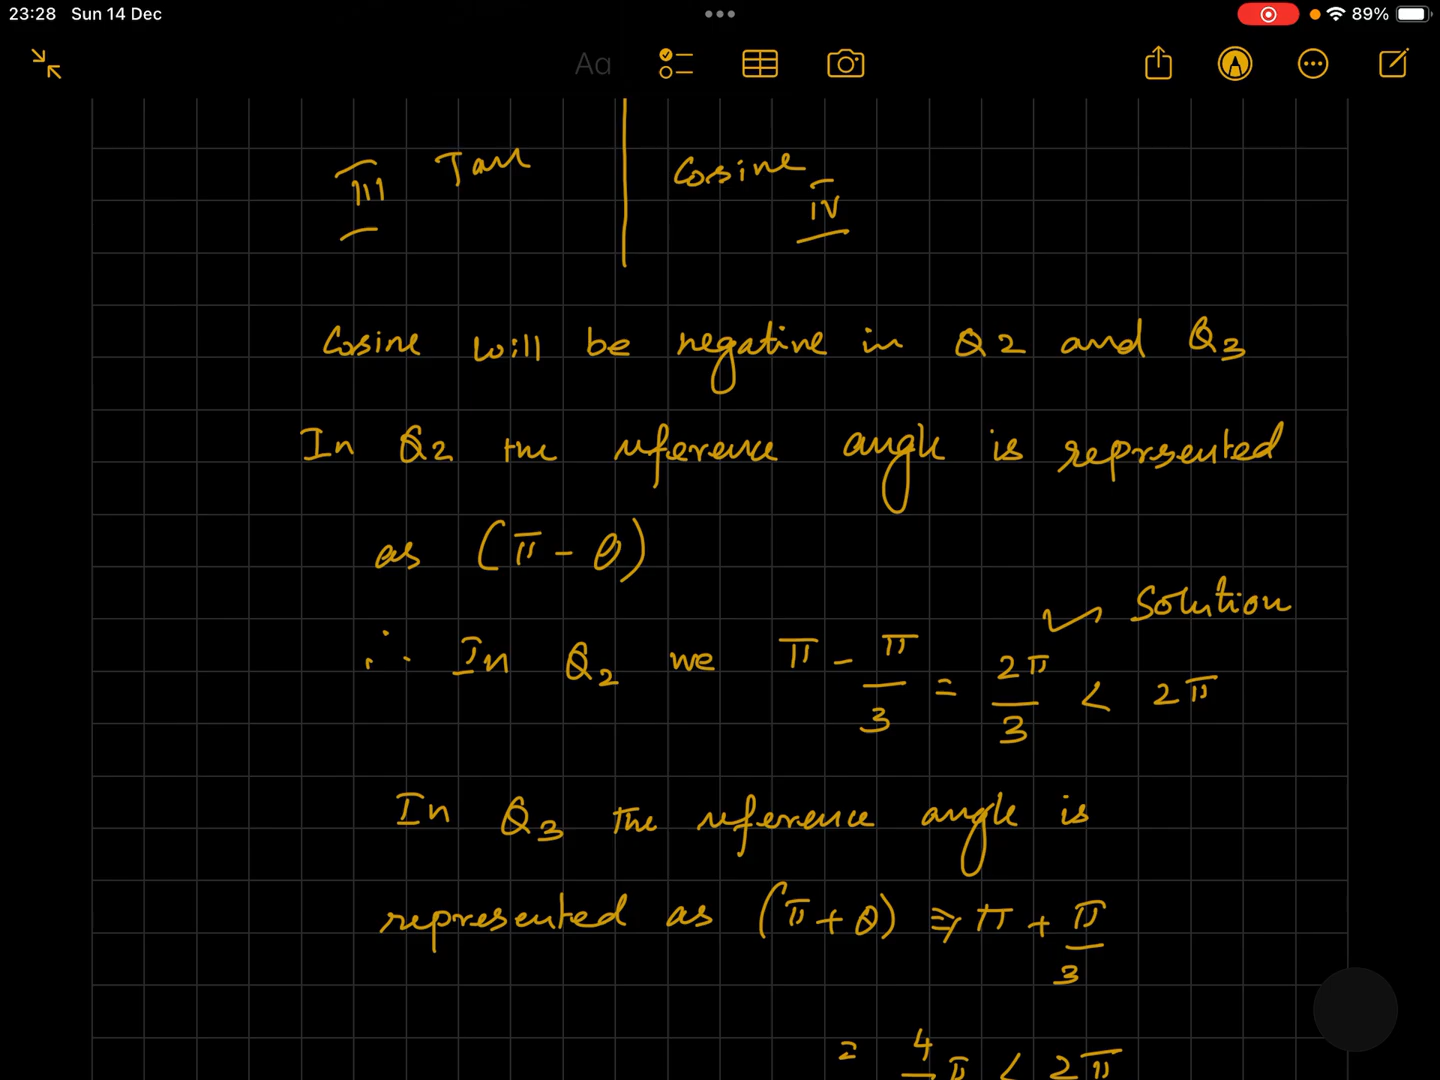 23:28 Sun 14 Dec 89%
Aa
III Tan Cosine IV
Cosine will be negative in Q2 and Q3
In Q2 the reference angle is represented
as (π - θ)
✓ Solution
∴ In Q2 we π - π/3 = 2π/3 < 2π
In Q3 the reference angle is
represented as (π + θ) ⇒ π + π/3
= 4 π < 2π